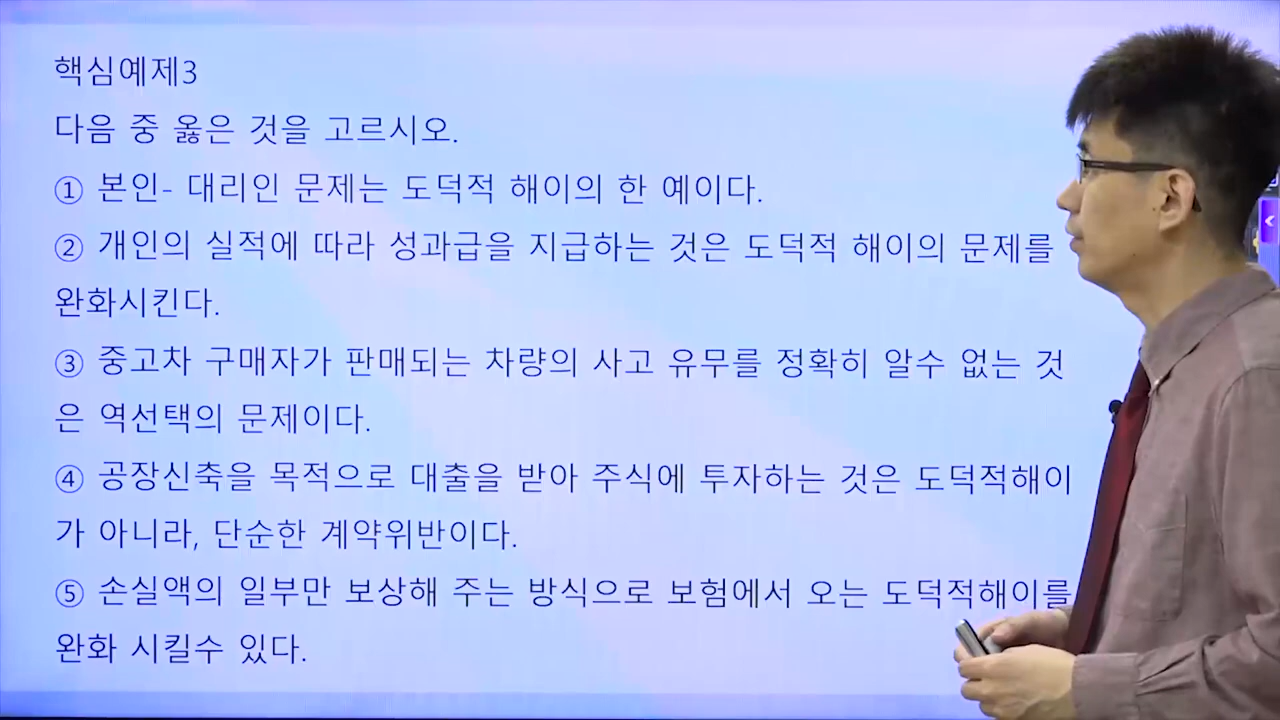 핵심예제3
다음 중 옳은 것을 고르시오.
① 본인- 대리인 문제는 도덕적 해이의 한 예이다.
② 개인의 실적에 따라 성과급을 지급하는 것은 도덕적 해이의 문제를
완화시킨다.
③ 중고차 구매자가 판매되는 차량의 사고 유무를 정확히 알수 없는 것
은 역선택의 문제이다.
④ 공장신축을 목적으로 대출을 받아 주식에 투자하는 것은 도덕적해이
가 아니라, 단순한 계약위반이다.
⑤ 손실액의 일부만 보상해 주는 방식으로 보험에서 오는 도덕적해이를
완화 시킬수 있다.